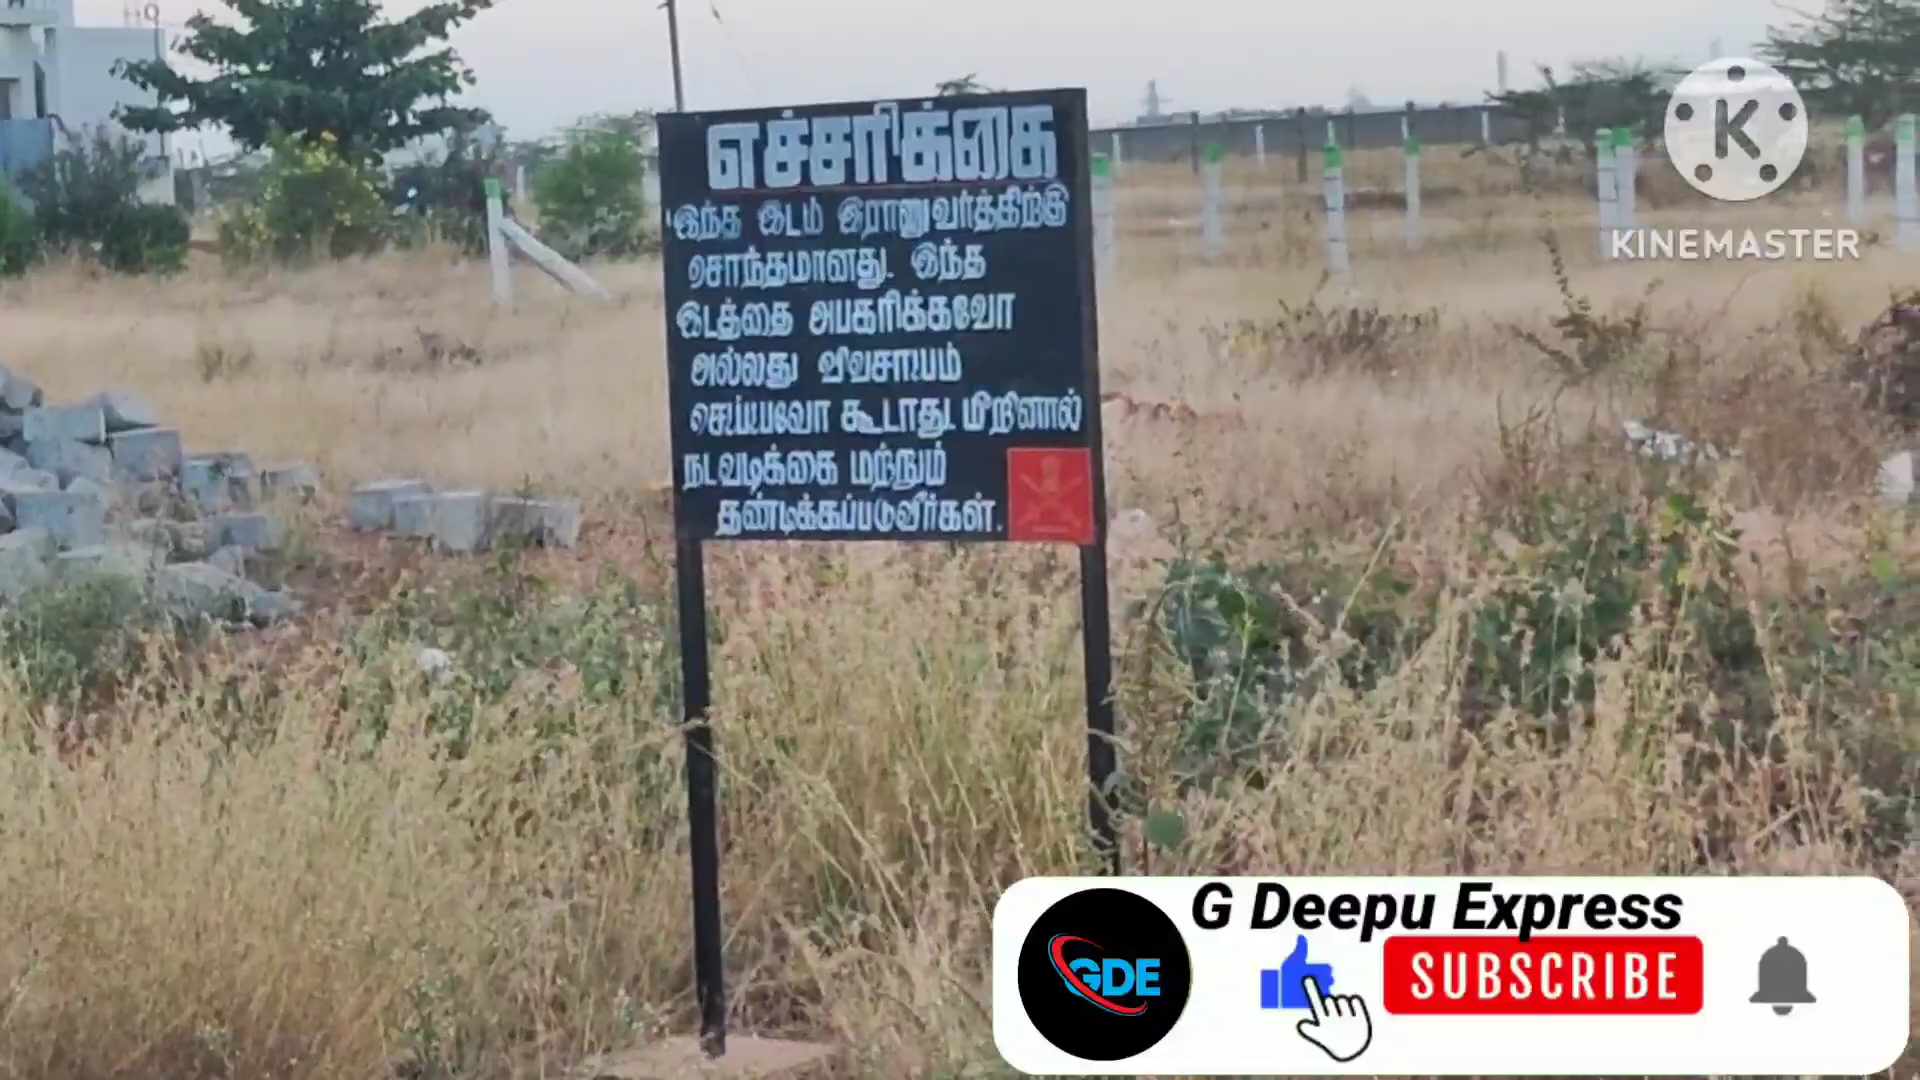 எச்சரிக்கை
இந்த இடம் இராணுவர்த்திற்கு
சொந்தமானது. இந்த
இடத்தை அபகரிக்கவோ
அல்லது விவசாயம்
செய்யவோ கூடாது. மீறினால்
நடவடிக்கை மற்றும்
தண்டிக்கப்படுவீர்கள்.
K
KINEMASTER
G Deepu Express
GDE
SUBSCRIBE